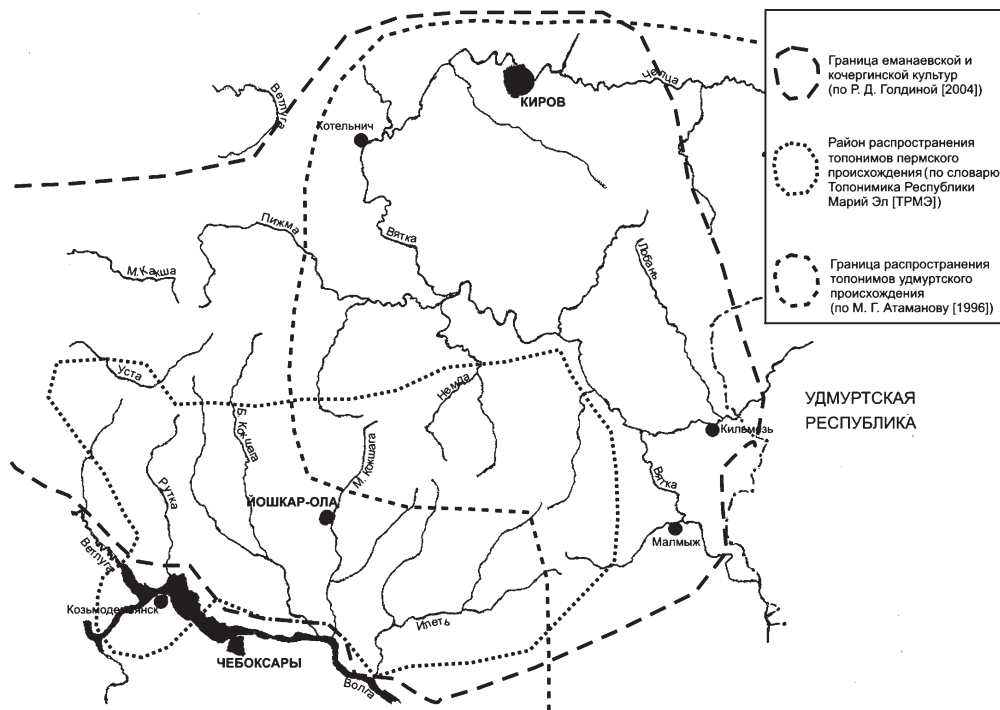 Граница еманаевской и
кочергинской культур
(по Р. Д. Голдиной [2004])
Район распространения
топонимов пермского
происхождения (по словарю
Топонимика Республики
Марий Эл [ТРМЭ])
Граница распространения
топонимов удмуртского
происхождения
(по М. Г. Атаманову [1996])
Чепца
КИРОВ
Ветлуга
Котельнич
Пижма
Вятка
Лобань
М.Какша
Уста
Немда
УДМУРТСКАЯ
РЕСПУБЛИКА
Б. Кокшага
Кильмезь
М. Кокшага
Рутка
Вятка
ЙОШКАР-ОЛА
Малмыж
Ветлуга
Козьмодемьянск
Илеть
ЧЕБОКСАРЫ
Волга